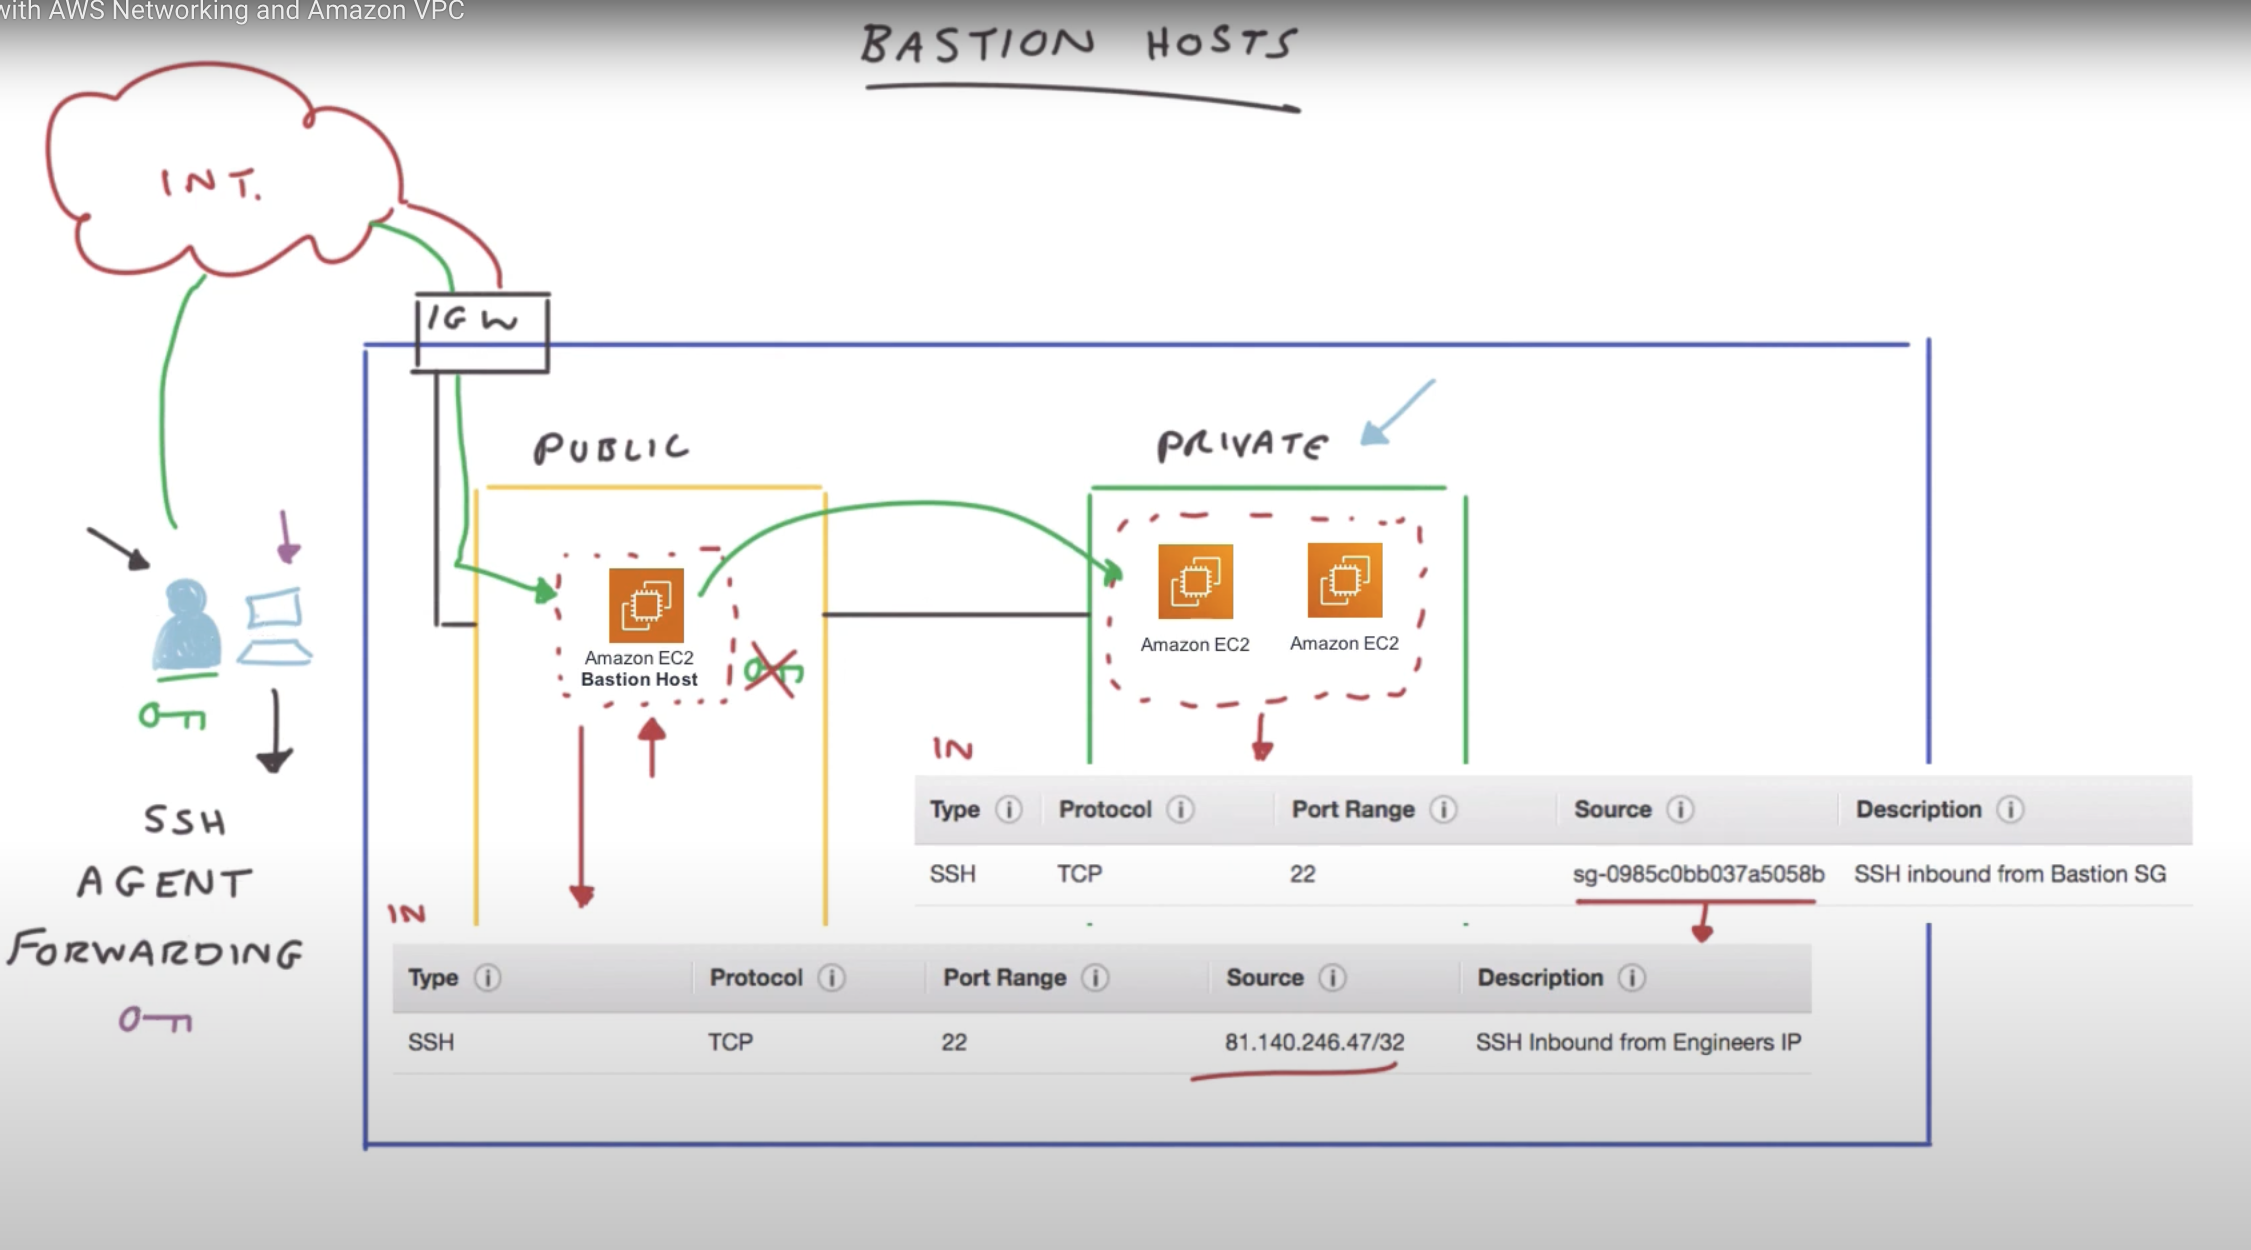 with AWS Networking and Amazon VPC
BASTION HOSTS
INT.
IGW
PUBLIC
PRIVATE
Amazon EC2
Bastion Host
Amazon EC2
Amazon EC2
SSH
AGENT
FORWARDING
IN
Type Protocol Port Range Source Description
SSH TCP 22 sg-0985c0bb037a5058b SSH inbound from Bastion SG
IN
Type Protocol Port Range Source Description
SSH TCP 22 81.140.246.47/32 SSH Inbound from Engineers IP